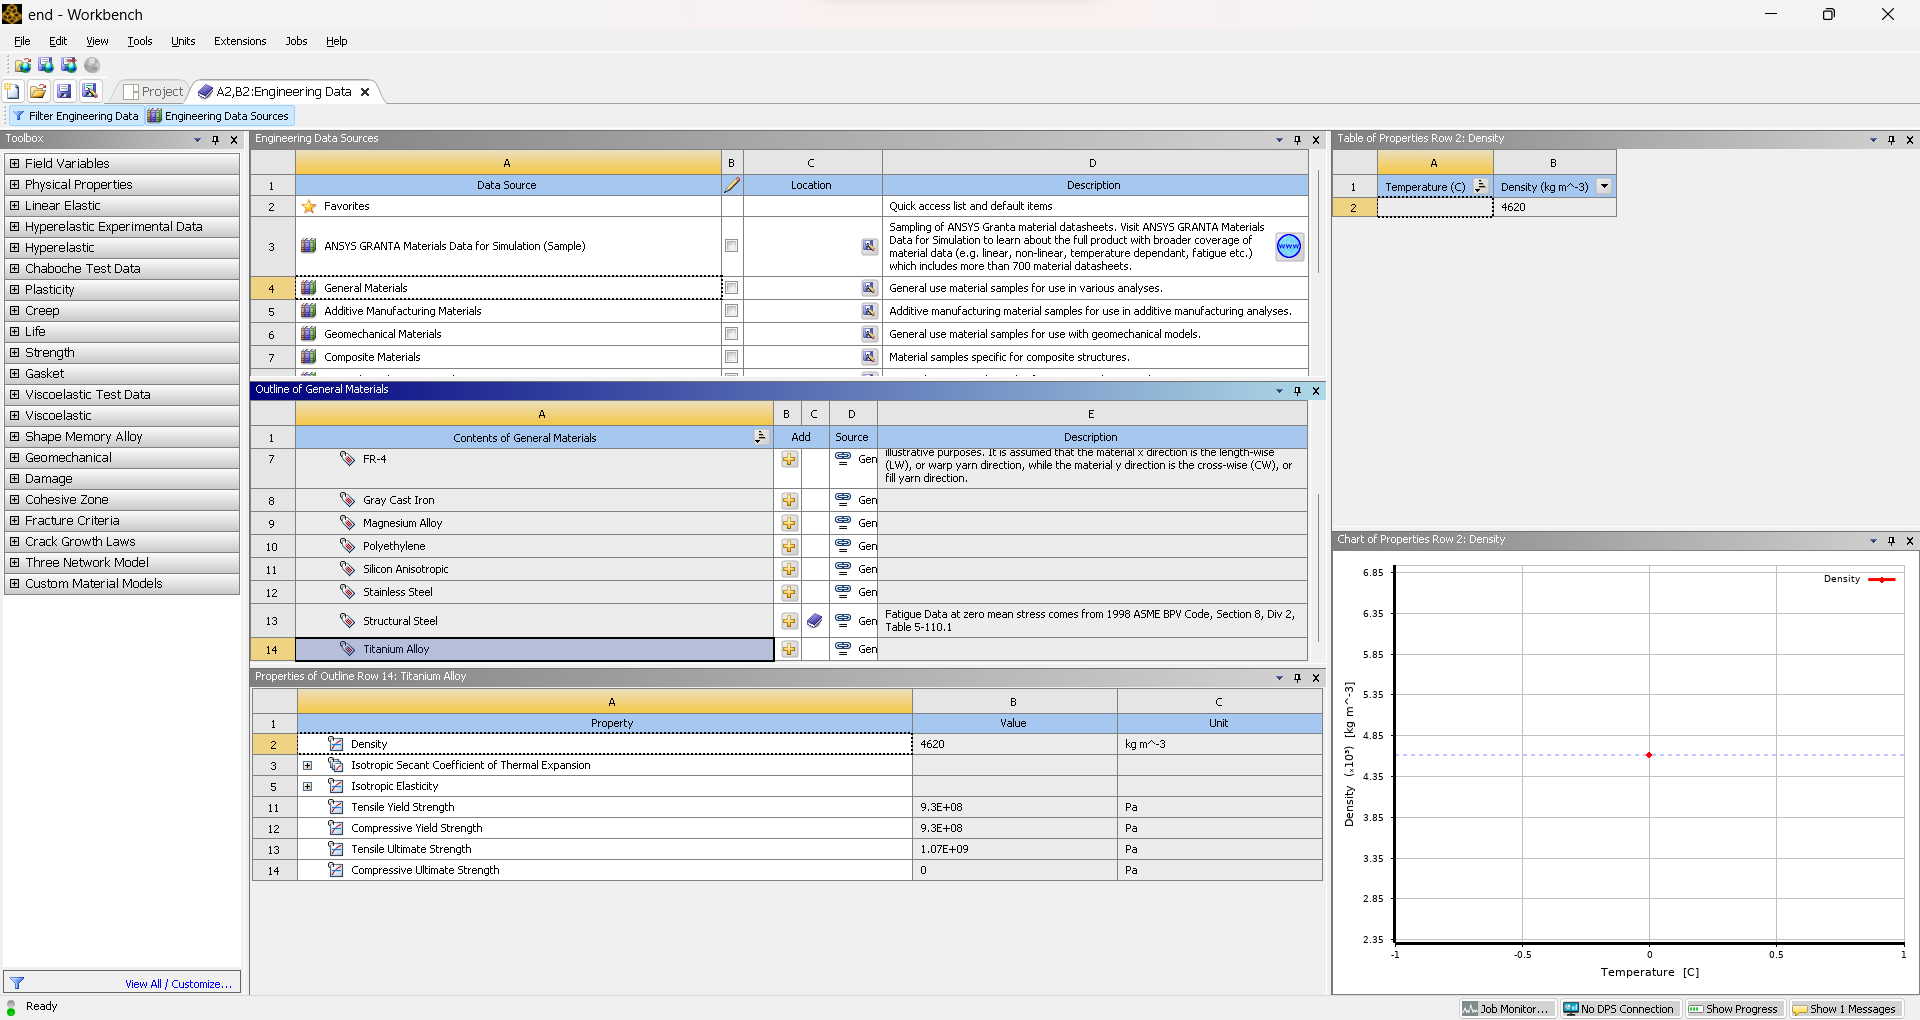 end - Workbench
File Edit View Tools Units Extensions Jobs Help
Project A2,B2:Engineering Data
Filter Engineering Data Engineering Data Sources
Toolbox
Field Variables
Physical Properties
Linear Elastic
Hyperelastic Experimental Data
Hyperelastic
Chaboche Test Data
Plasticity
Creep
Life
Strength
Gasket
Viscoelastic Test Data
Viscoelastic
Shape Memory Alloy
Geomechanical
Damage
Cohesive Zone
Fracture Criteria
Crack Growth Laws
Three Network Model
Custom Material Models
View All / Customize...
Engineering Data Sources
A B C D
1 Data Source Location Description
2 Favorites Quick access list and default items
3 ANSYS GRANTA Materials Data for Simulation (Sample)
Sampling of ANSYS Granta material datasheets. Visit ANSYS GRANTA Materials
Data for Simulation to learn about the full product with broader coverage of
material data (e.g. linear, non-linear, temperature dependant, fatigue etc.)
which includes more than 700 material datasheets.
www
4 General Materials General use material samples for use in various analyses.
5 Additive Manufacturing Materials Additive manufacturing material samples for use in additive manufacturing analyses.
6 Geomechanical Materials General use material samples for use with geomechanical models.
7 Composite Materials Material samples specific for composite structures.
Outline of General Materials
A B C D E
1 Contents of General Materials Add Source Description
7 FR-4 Gen
illustrative purposes. It is assumed that the material x direction is the length-wise
(LW), or warp yarn direction, while the material y direction is the cross-wise (CW), or
fill yarn direction.
8 Gray Cast Iron Gen
9 Magnesium Alloy Gen
10 Polyethylene Gen
11 Silicon Anisotropic Gen
12 Stainless Steel Gen
13 Structural Steel Gen
Fatigue Data at zero mean stress comes from 1998 ASME BPV Code, Section 8, Div 2,
Table 5-110.1
14 Titanium Alloy Gen
Properties of Outline Row 14: Titanium Alloy
A B C
1 Property Value Unit
2 Density 4620 kg m^-3
3 Isotropic Secant Coefficient of Thermal Expansion
5 Isotropic Elasticity
11 Tensile Yield Strength 9.3E+08 Pa
12 Compressive Yield Strength 9.3E+08 Pa
13 Tensile Ultimate Strength 1.07E+09 Pa
14 Compressive Ultimate Strength 0 Pa
Table of Properties Row 2: Density
A B
1 Temperature (C) Density (kg m^-3)
2 4620
Chart of Properties Row 2: Density
Density
6.85
6.35
5.85
5.35
4.85
4.35
3.85
3.35
2.85
2.35
Density (x10³) [kg m^-3]
-1 -0.5 0 0.5 1
Temperature [C]
Ready
Job Monitor... No DPS Connection Show Progress Show 1 Messages